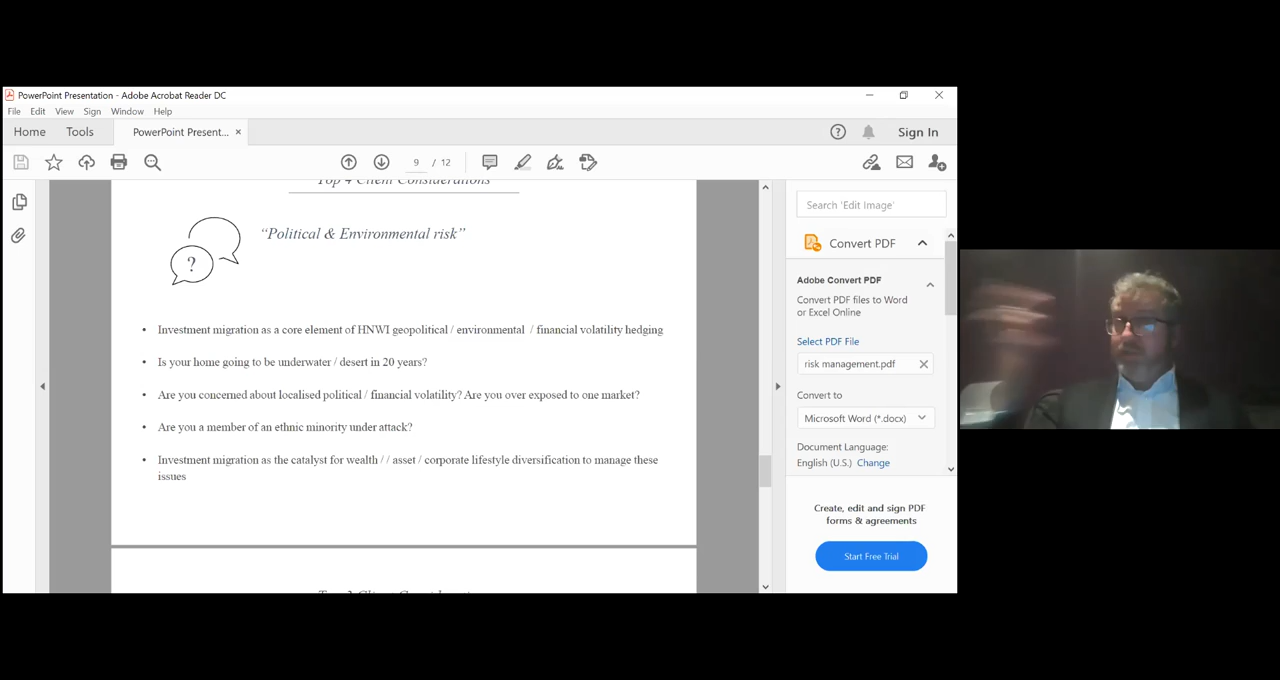 PowerPoint Presentation - Adobe Acrobat Reader DC
File Edit View Sign Window Help
Home Tools PowerPoint Present... × Sign In
9 / 12
Top 4 Client Considerations
?
“Political & Environmental risk”
• Investment migration as a core element of HNWI geopolitical / environmental / financial volatility hedging
• Is your home going to be underwater / desert in 20 years?
• Are you concerned about localised political / financial volatility? Are you over exposed to one market?
• Are you a member of an ethnic minority under attack?
• Investment migration as the catalyst for wealth / / asset / corporate lifestyle diversification to manage these
issues
Search 'Edit Image'
Convert PDF
Adobe Convert PDF
Convert PDF files to Word
or Excel Online
Select PDF File
risk management.pdf
Convert to
Microsoft Word (*.docx)
Document Language:
English (U.S.) Change
Create, edit and sign PDF
forms & agreements
Start Free Trial